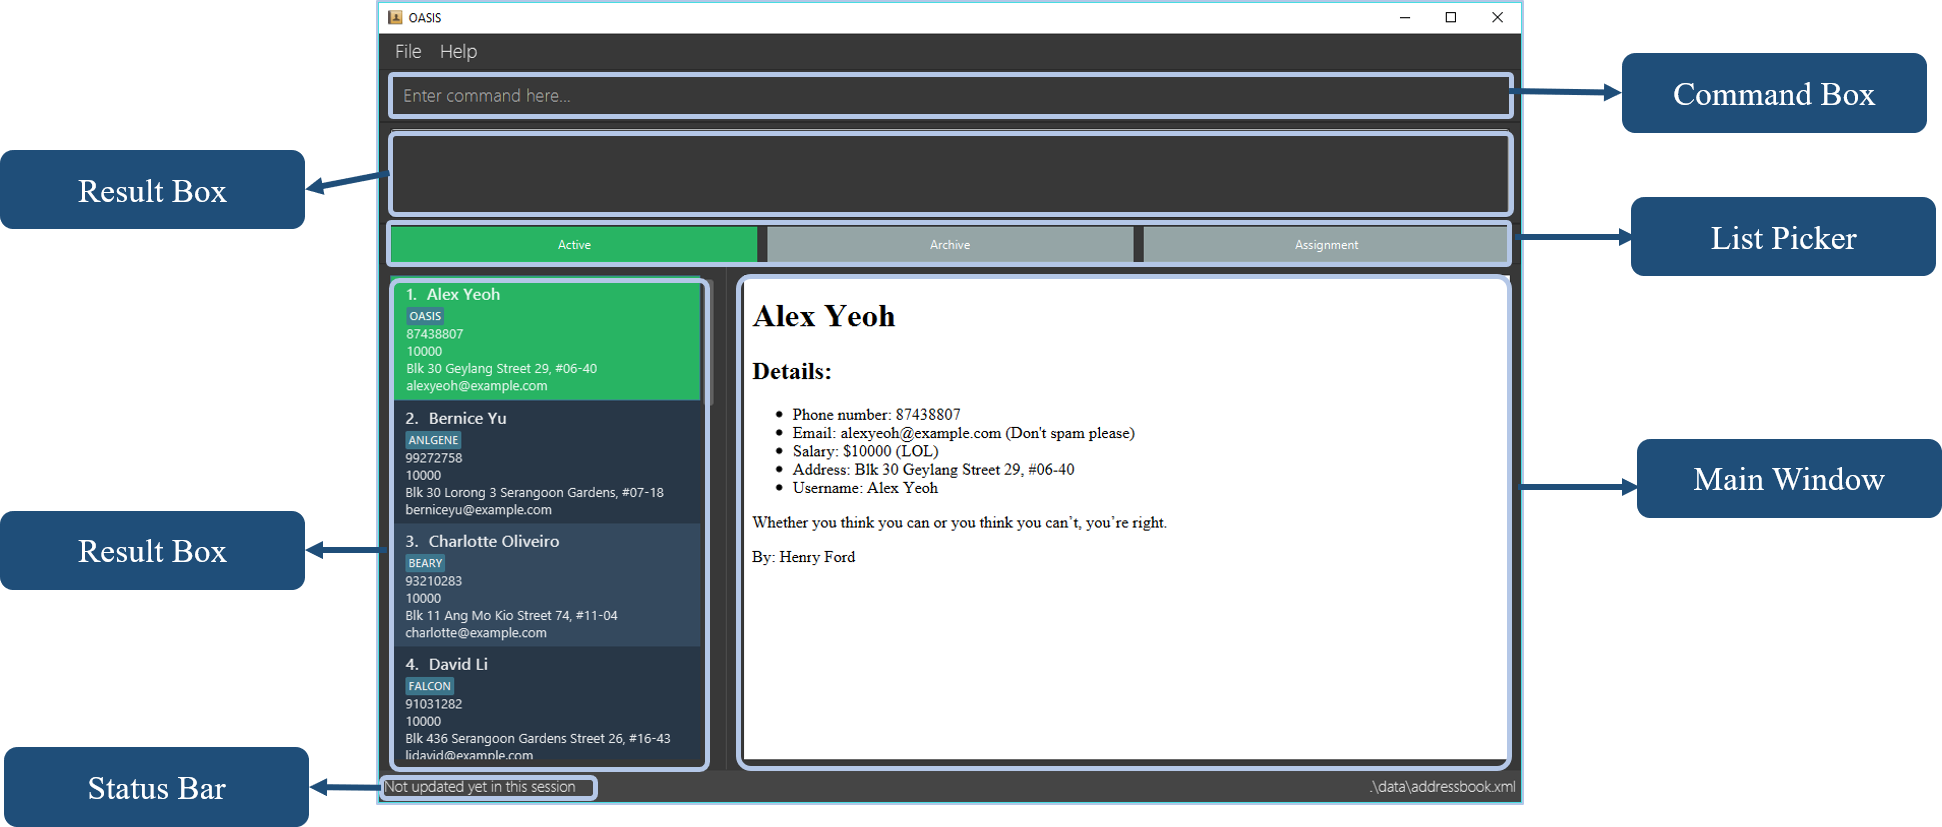 OASIS
File Help
Enter command here...
Command Box
Result Box
List Picker
Active Archive Assignment
1. Alex Yeoh
OASIS
87438807
10000
Blk 30 Geylang Street 29, #06-40
alexyeoh@example.com
2. Bernice Yu
ANLGENE
99272758
10000
Blk 30 Lorong 3 Serangoon Gardens, #07-18
berniceyu@example.com
3. Charlotte Oliveiro
BEARY
93210283
10000
Blk 11 Ang Mo Kio Street 74, #11-04
charlotte@example.com
4. David Li
FALCON
91031282
10000
Blk 436 Serangoon Gardens Street 26, #16-43
lidavid@example.com
Alex Yeoh
Details:
• Phone number: 87438807
• Email: alexyeoh@example.com (Don't spam please)
• Salary: $10000 (LOL)
• Address: Blk 30 Geylang Street 29, #06-40
• Username: Alex Yeoh
Whether you think you can or you think you can’t, you’re right.
By: Henry Ford
Main Window
Result Box
Status Bar
Not updated yet in this session
.\data\addressbook.xml